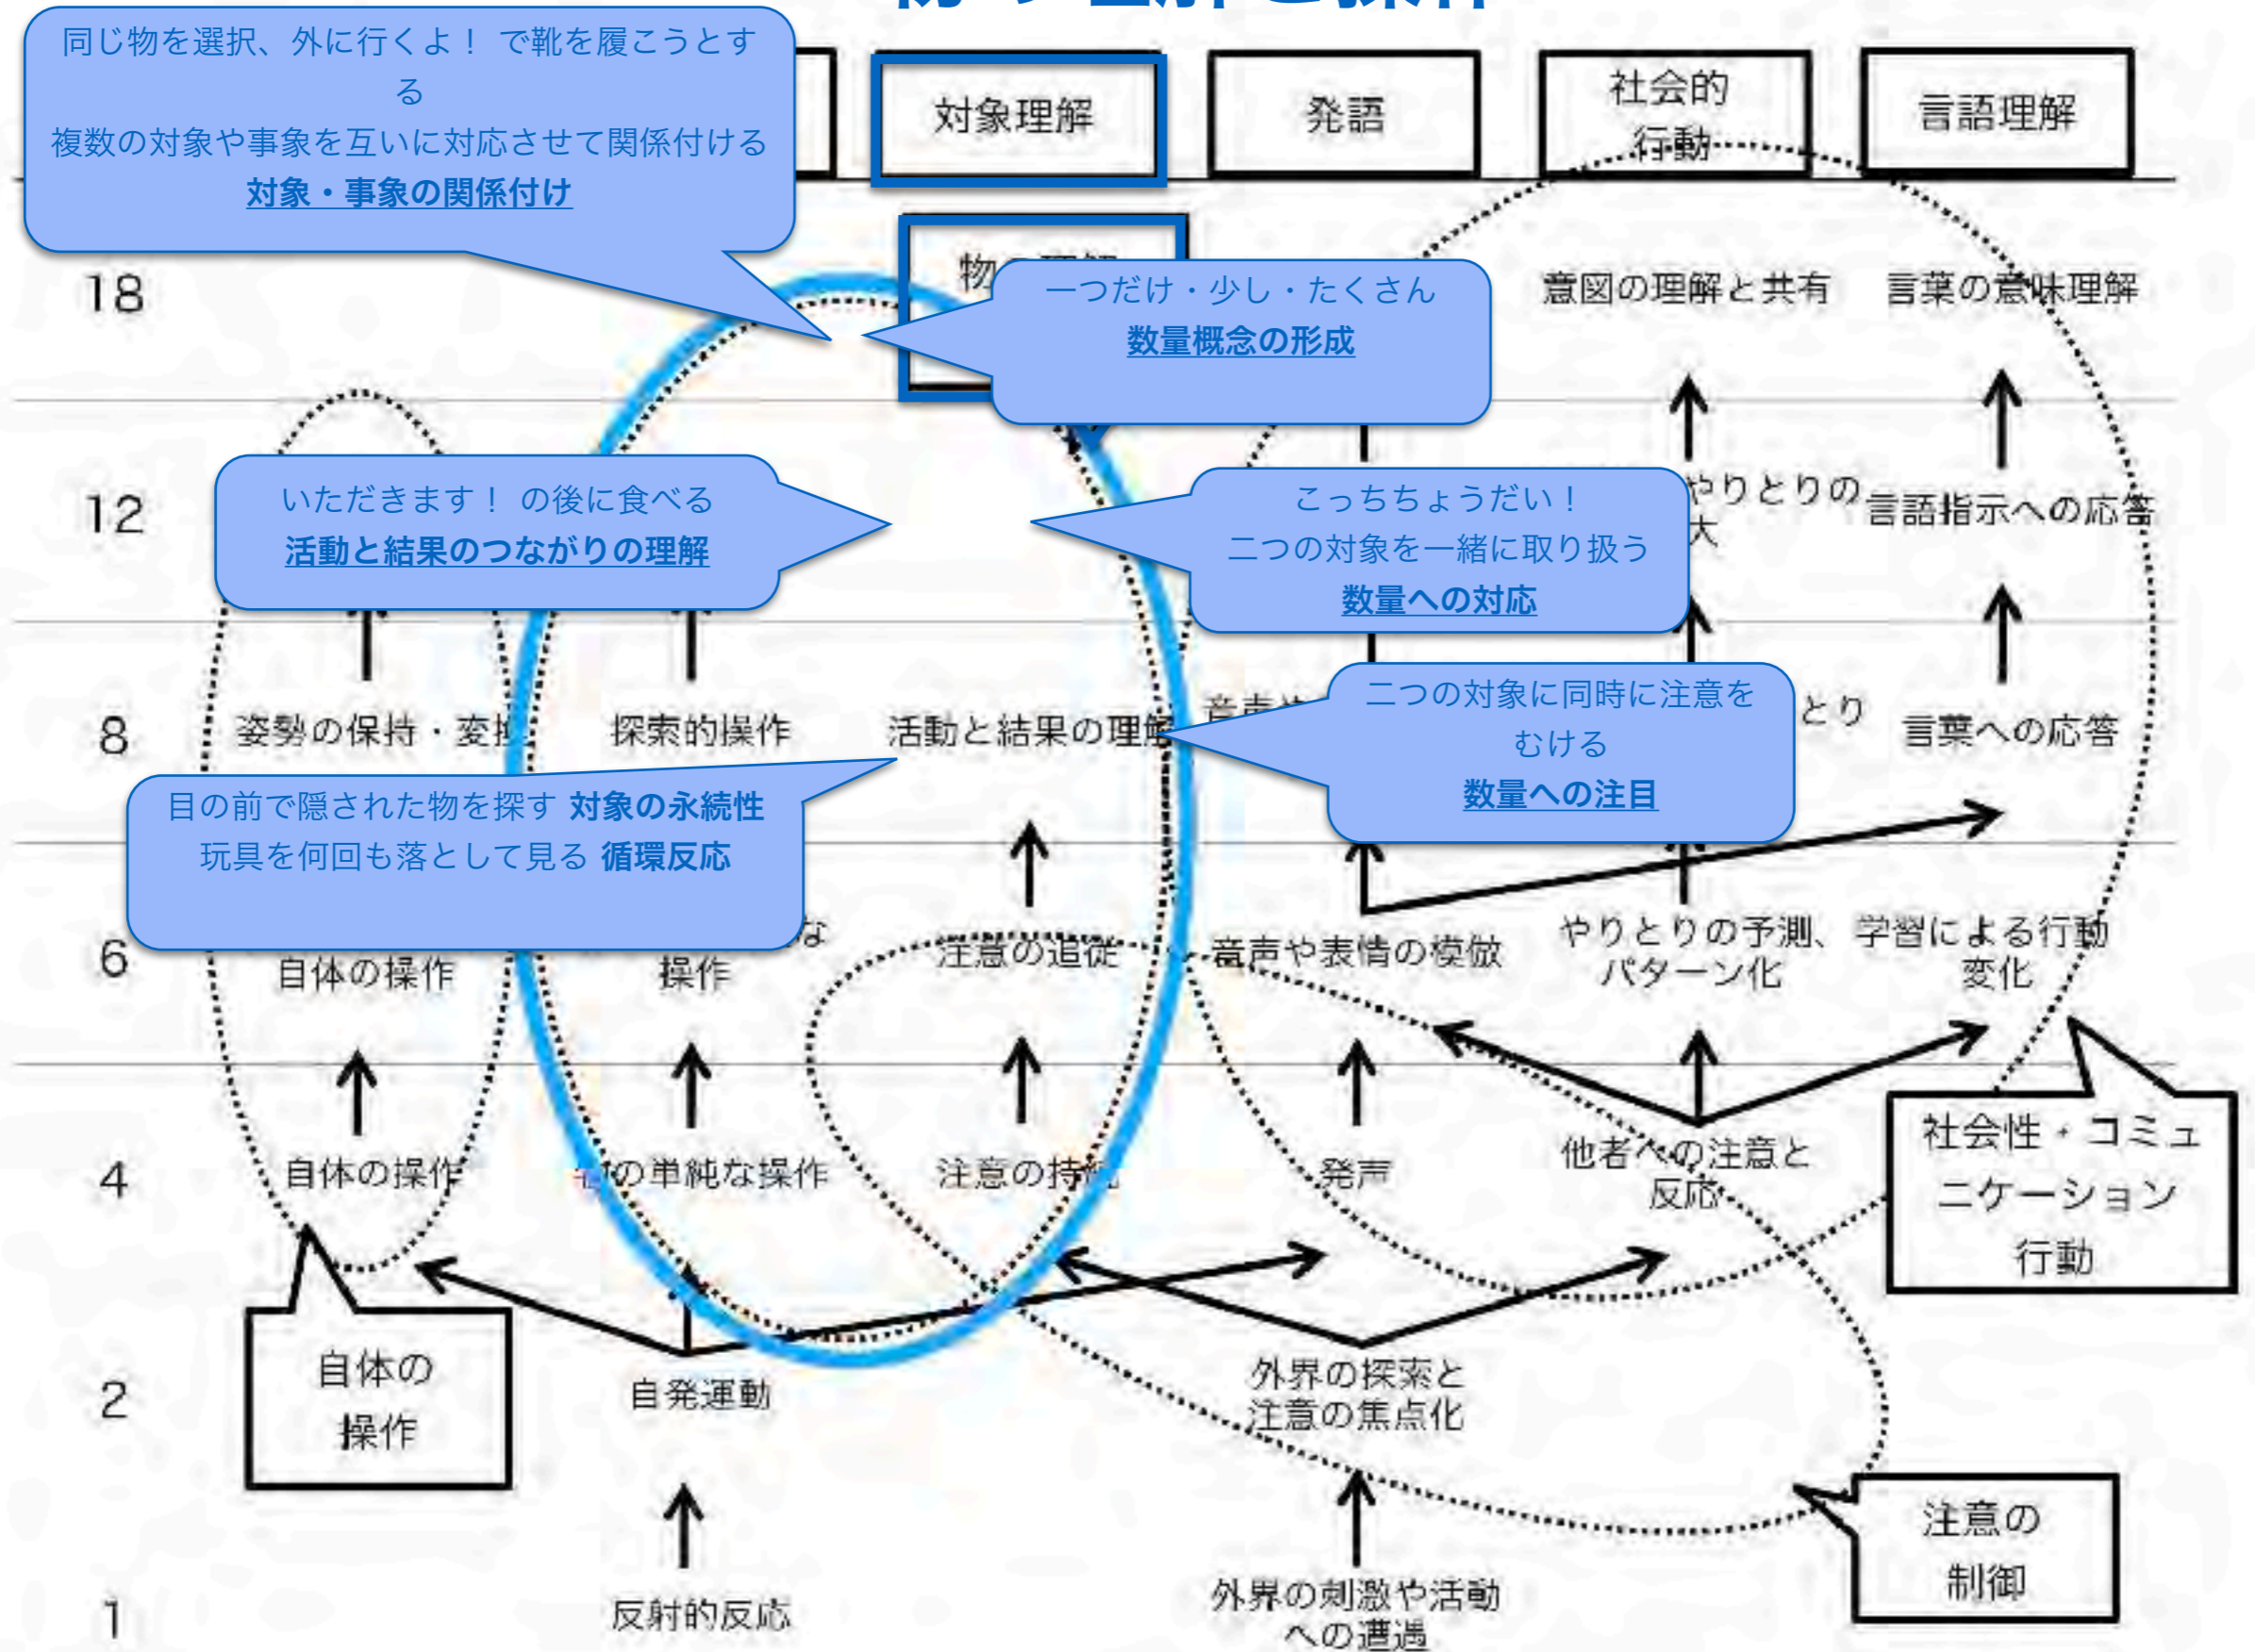 同じ物を選択、外に行くよ！ で靴を履こうとす
る
複数の対象や事象を互いに対応させて関係付ける
対象・事象の関係付け
対象理解
発語
社会的
行動
言語理解
18
一つだけ・少し・たくさん
数量概念の形成
意図の理解と共有
言葉の意味理解
12
いただきます！ の後に食べる
活動と結果のつながりの理解
こっちちょうだい！
二つの対象を一緒に取り扱う
数量への対応
やりとりの
大
言語指示への応答
8
姿勢の保持・変換
探索的操作
活動と結果の理解
二つの対象に同時に注意を
むける
数量への注目
とり
言葉への応答
目の前で隠された物を探す 対象の永続性
玩具を何回も落として見る 循環反応
6
自体の操作
な
操作
注意の追従
音声や表情の模倣
やりとりの予測、
パターン化
学習による行動
変化
4
自体の操作
の単純な操作
注意の持続
発声
他者への注意と
反応
社会性・コミュ
ニケーション
行動
2
自体の
操作
自発運動
外界の探索と
注意の焦点化
注意の
制御
1
反射的反応
外界の刺激や活動
への遭遇